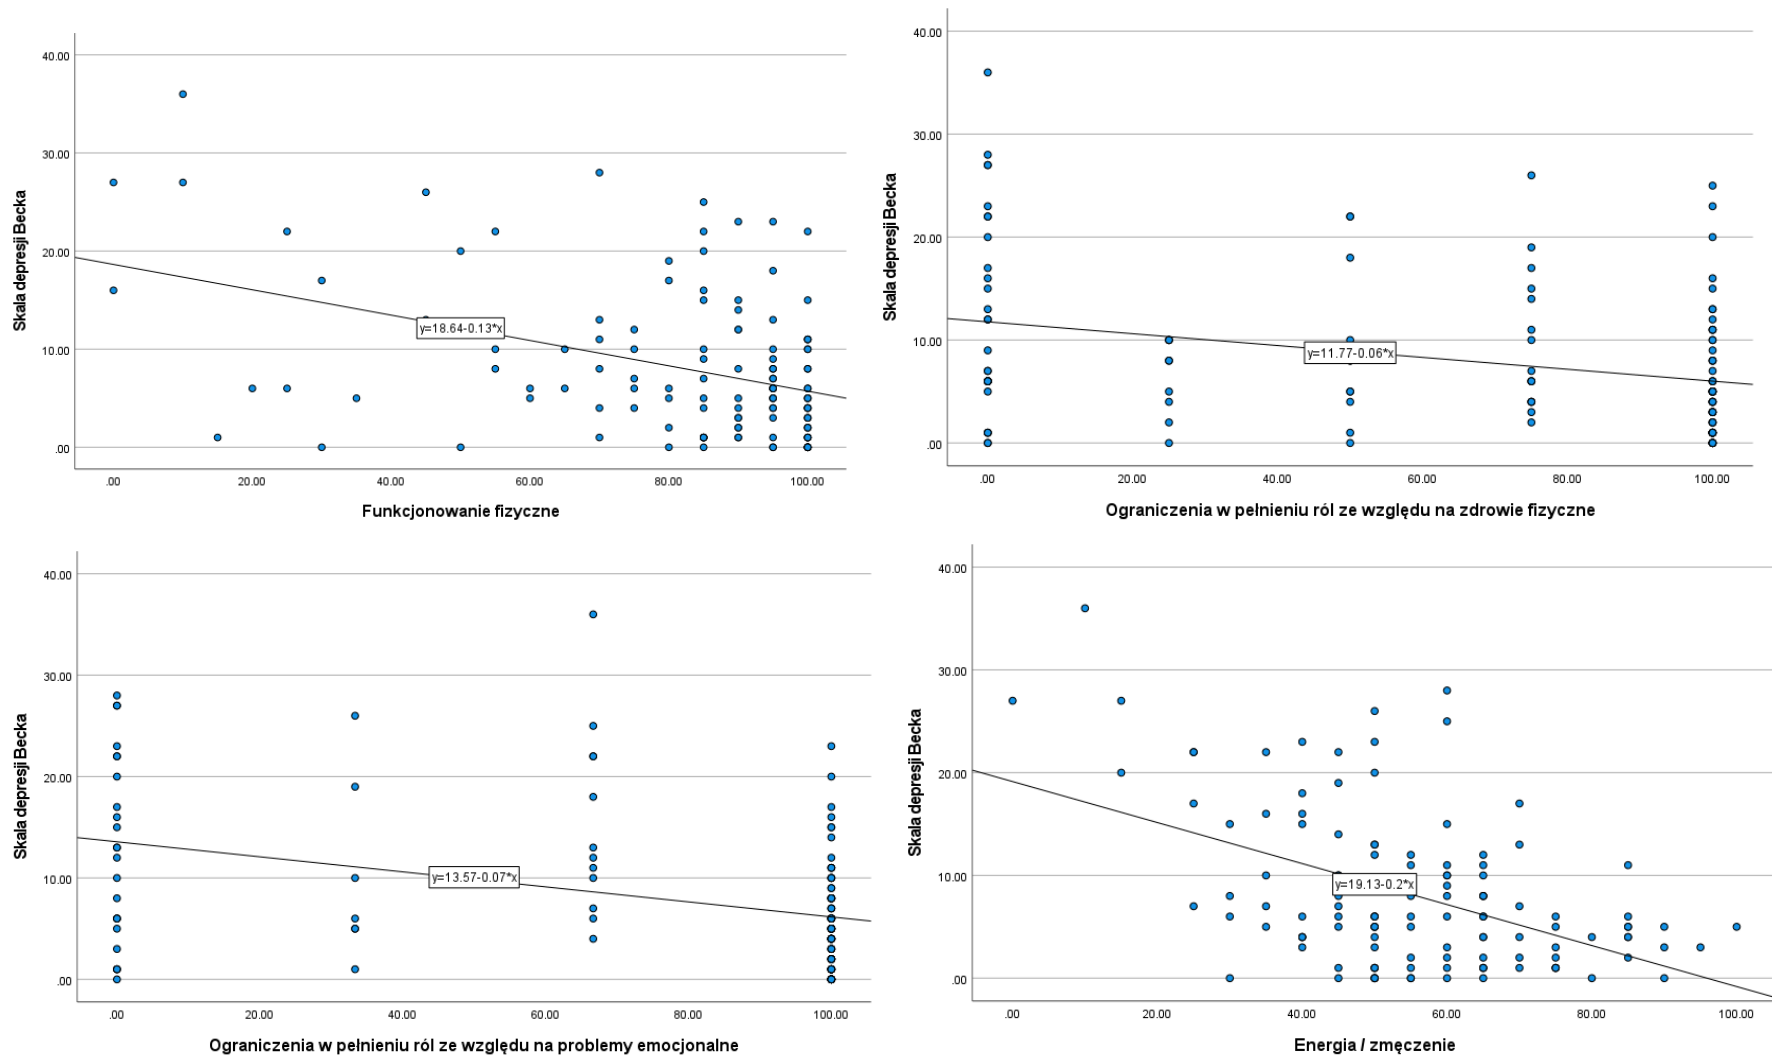 40.00
30.00
20.00
10.00
.00
Skala depresji Becka
y=18.64-0.13*x
.00 20.00 40.00 60.00 80.00 100.00
Funkcjonowanie fizyczne
40.00
30.00
20.00
10.00
.00
Skala depresji Becka
y=11.77-0.06*x
.00 20.00 40.00 60.00 80.00 100.00
Ograniczenia w pełnieniu ról ze względu na zdrowie fizyczne
40.00
30.00
20.00
10.00
.00
Skala depresji Becka
y=13.57-0.07*x
.00 20.00 40.00 60.00 80.00 100.00
Ograniczenia w pełnieniu ról ze względu na problemy emocjonalne
40.00
30.00
20.00
10.00
.00
Skala depresji Becka
y=19.13-0.2*x
.00 20.00 40.00 60.00 80.00 100.00
Energia / zmęczenie